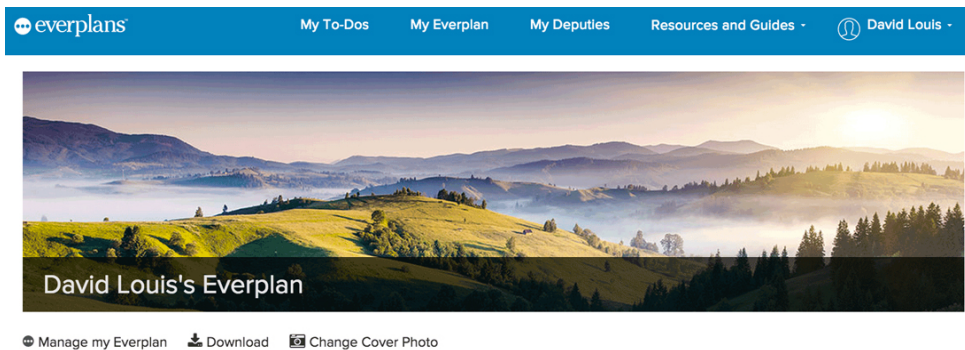 everplans My To-Dos My Everplan My Deputies Resources and Guides David Louis
David Louis's Everplan
Manage my Everplan Download Change Cover Photo